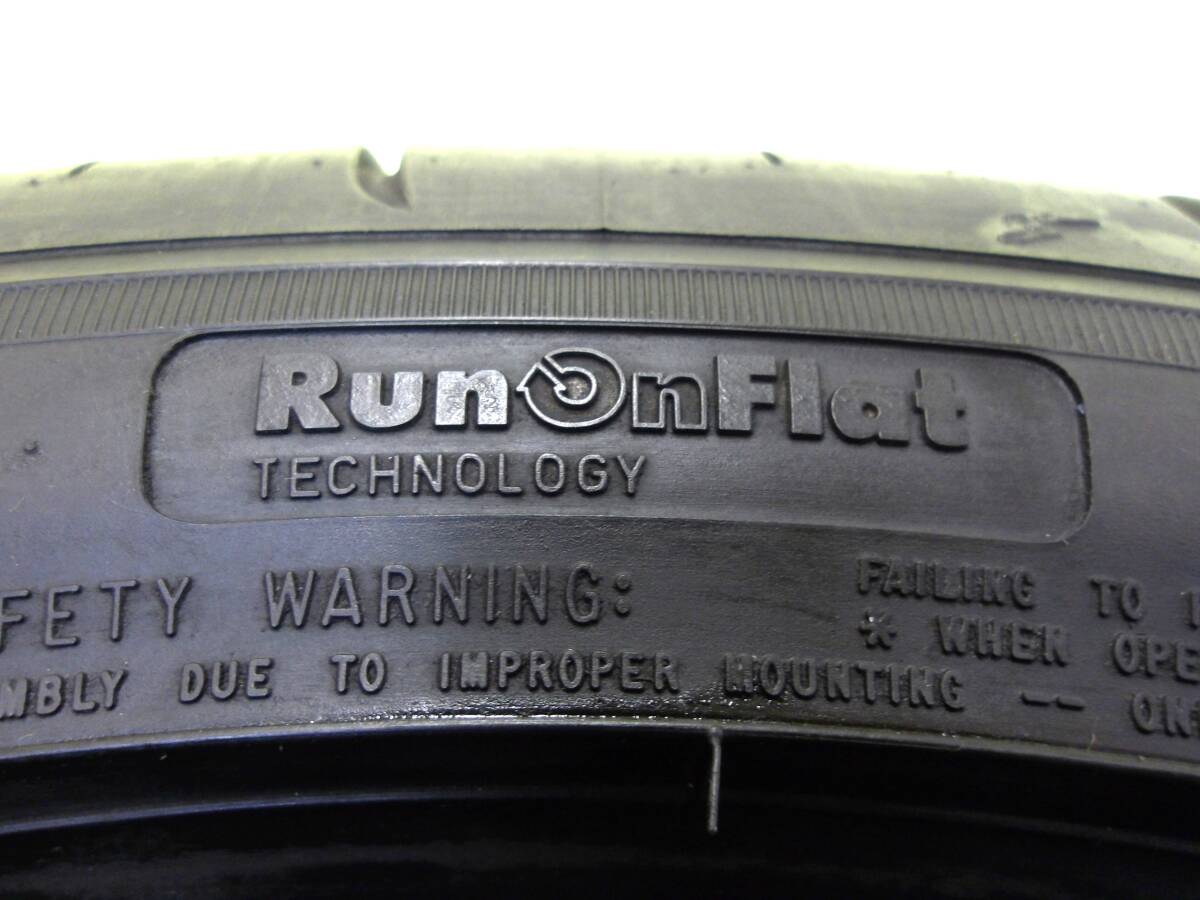 RunOnFlat
TECHNOLOGY
FETY WARNING:
FAILING TO
* WHEN OPE
MBLY DUE TO IMPROPER MOUNTING -- ON